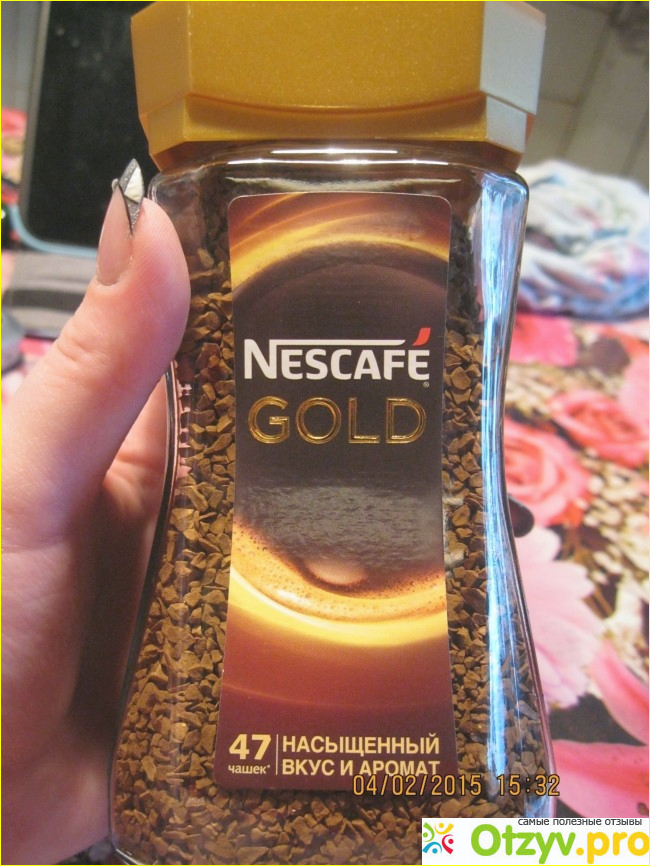 NESCAFÉ®
GOLD
47 чашек*
НАСЫЩЕННЫЙ
ВКУС И АРОМАТ
04/02/2015 15:32
самые полезные отзывы
Otzyv.pro